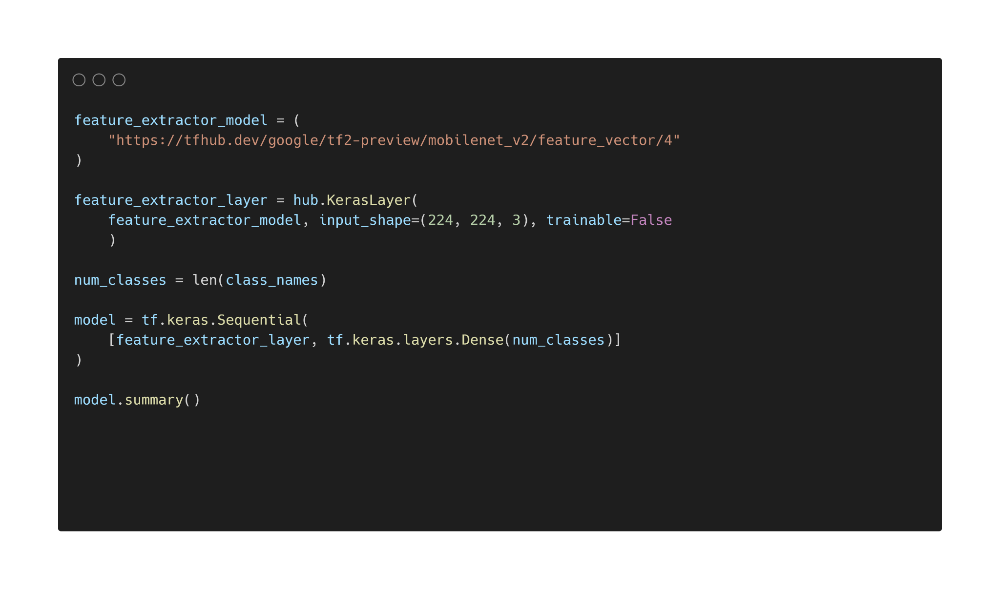 feature_extractor_model = (
    "https://tfhub.dev/google/tf2-preview/mobilenet_v2/feature_vector/4"
)
feature_extractor_layer = hub.KerasLayer(
    feature_extractor_model, input_shape=(224, 224, 3), trainable=False
    )
num_classes = len(class_names)
model = tf.keras.Sequential(
    [feature_extractor_layer, tf.keras.layers.Dense(num_classes)]
)
model.summary()